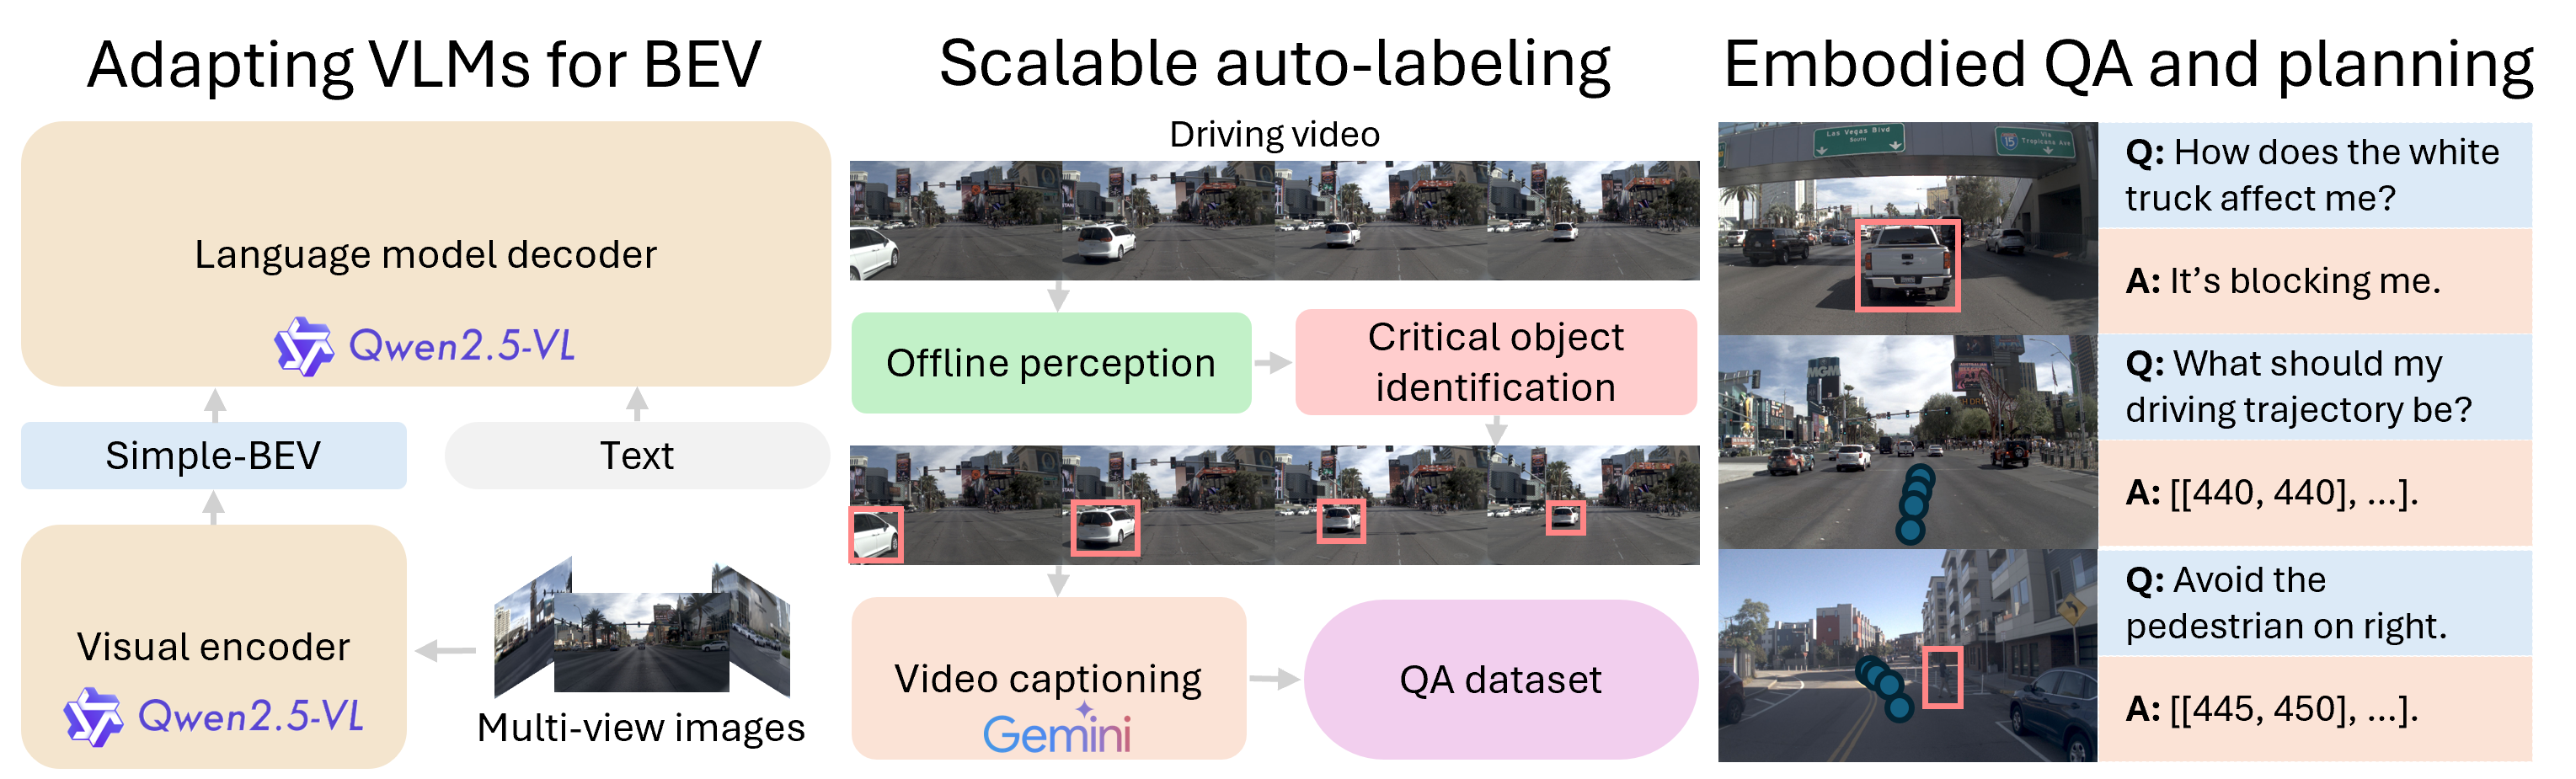 Adapting VLMs for BEV
Language model decoder
Qwen2.5-VL
Simple-BEV
Text
Visual encoder
Qwen2.5-VL
Multi-view images
Scalable auto-labeling
Driving video
Offline perception
Critical object
identification
Video captioning
Gemini
QA dataset
Embodied QA and planning
Las Vegas Blvd
South
Via
15 Tropicana Ave
Q: How does the white
truck affect me?
A: It’s blocking me.
MGM
Q: What should my
driving trajectory be?
A: [[440, 440], ...].
Q: Avoid the
pedestrian on right.
A: [[445, 450], ...].